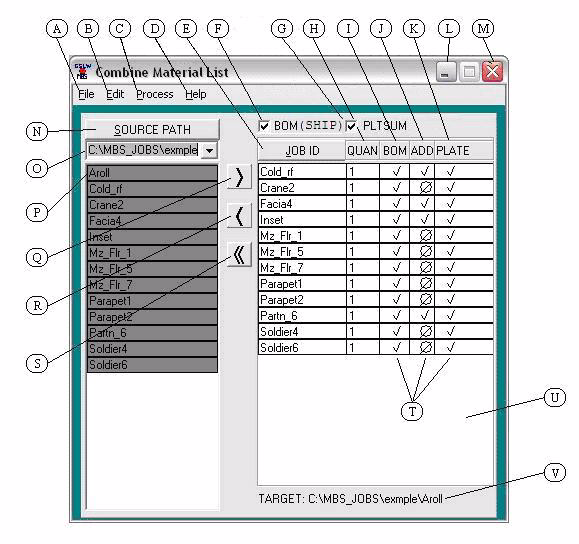 A B C D E F G H I J K L M
Combine Material List
File Edit Process Help
N SOURCE PATH BOM(SHIP) PLTSUM
O C:\MBS_JOBS\exmple JOB ID QUAN BOM ADD PLATE
P Aroll Cold_rf 1 √ √ √
Cold_rf Crane2 1 √ Ø √
Crane2 Facia4 1 √ √ √
Facia4 Inset 1 √ √ √
Inset Mz_Flr_1 1 √ Ø √
Q Mz_Flr_1 Mz_Flr_5 1 √ Ø √
Mz_Flr_5 Mz_Flr_7 1 √ Ø √
R Mz_Flr_7 Parapet1 1 √ Ø √
Parapet1 Parapet2 1 √ Ø √
Parapet2 Partn_6 1 √ √ √
Partn_6 Soldier4 1 √ Ø √
Soldier4 Soldier6 1 √ Ø √
S Soldier6
T
U
TARGET: C:\MBS_JOBS\exmple\Aroll V